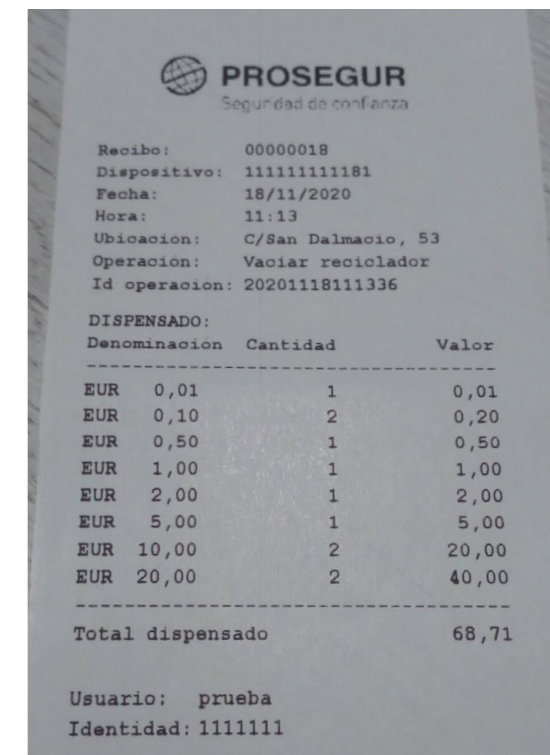 PROSEGUR
Seguridad de confianza
Recibo: 00000018
Dispositivo: 111111111181
Fecha: 18/11/2020
Hora: 11:13
Ubicación: C/San Dalmacio, 53
Operación: Vaciar reciclador
Id operación: 20201118111336
DISPENSADO:
Denominación Cantidad Valor
EUR 0,01 1 0,01
EUR 0,10 2 0,20
EUR 0,50 1 0,50
EUR 1,00 1 1,00
EUR 2,00 1 2,00
EUR 5,00 1 5,00
EUR 10,00 2 20,00
EUR 20,00 2 40,00
Total dispensado 68,71
Usuario: prueba
Identidad: 1111111